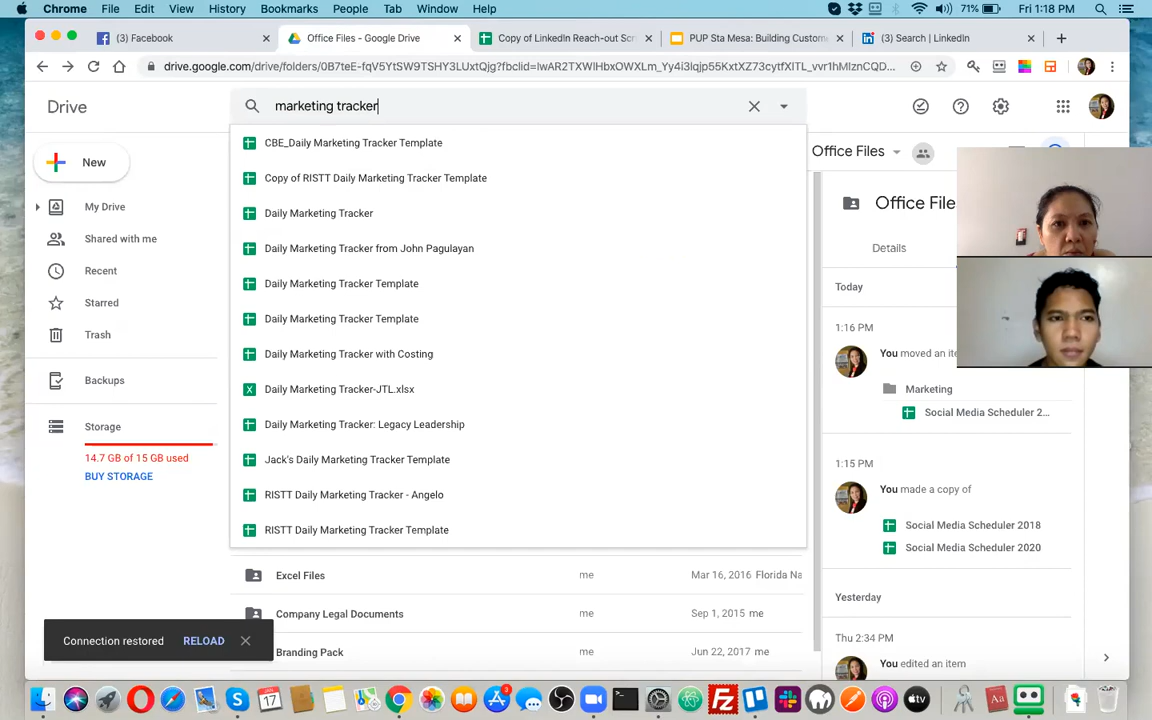 Chrome File Edit View History Bookmarks People Tab Window Help 71% Fri 1:18 PM
(3) Facebook
Office Files - Google Drive
Copy of LinkedIn Reach-out Scri
PUP Sta Mesa: Building Custome
(3) Search | LinkedIn
drive.google.com/drive/folders/0B7teE-fqV5YtSW9TSHY3LUxtQjg?fbclid=IwAR2TXWlHbxOWXLm_Yy4i3lqjp55KxtXZ73cytfXlTL_vvr1hMlznCQD...
Drive
marketing tracker
New
My Drive
Shared with me
Recent
Starred
Trash
Backups
Storage
14.7 GB of 15 GB used
BUY STORAGE
CBE_Daily Marketing Tracker Template
Copy of RISTT Daily Marketing Tracker Template
Daily Marketing Tracker
Daily Marketing Tracker from John Pagulayan
Daily Marketing Tracker Template
Daily Marketing Tracker Template
Daily Marketing Tracker with Costing
Daily Marketing Tracker-JTL.xlsx
Daily Marketing Tracker: Legacy Leadership
Jack's Daily Marketing Tracker Template
RISTT Daily Marketing Tracker - Angelo
RISTT Daily Marketing Tracker Template
Excel Files me Mar 16, 2016 Florida Na
Company Legal Documents me Sep 1, 2015 me
Branding Pack me Jun 22, 2017 me
Connection restored RELOAD
Office Files
Office File
Details
Today
1:16 PM
You moved an ite
Marketing
Social Media Scheduler 2...
1:15 PM
You made a copy of
Social Media Scheduler 2018
Social Media Scheduler 2020
Yesterday
Thu 2:34 PM
You edited an item